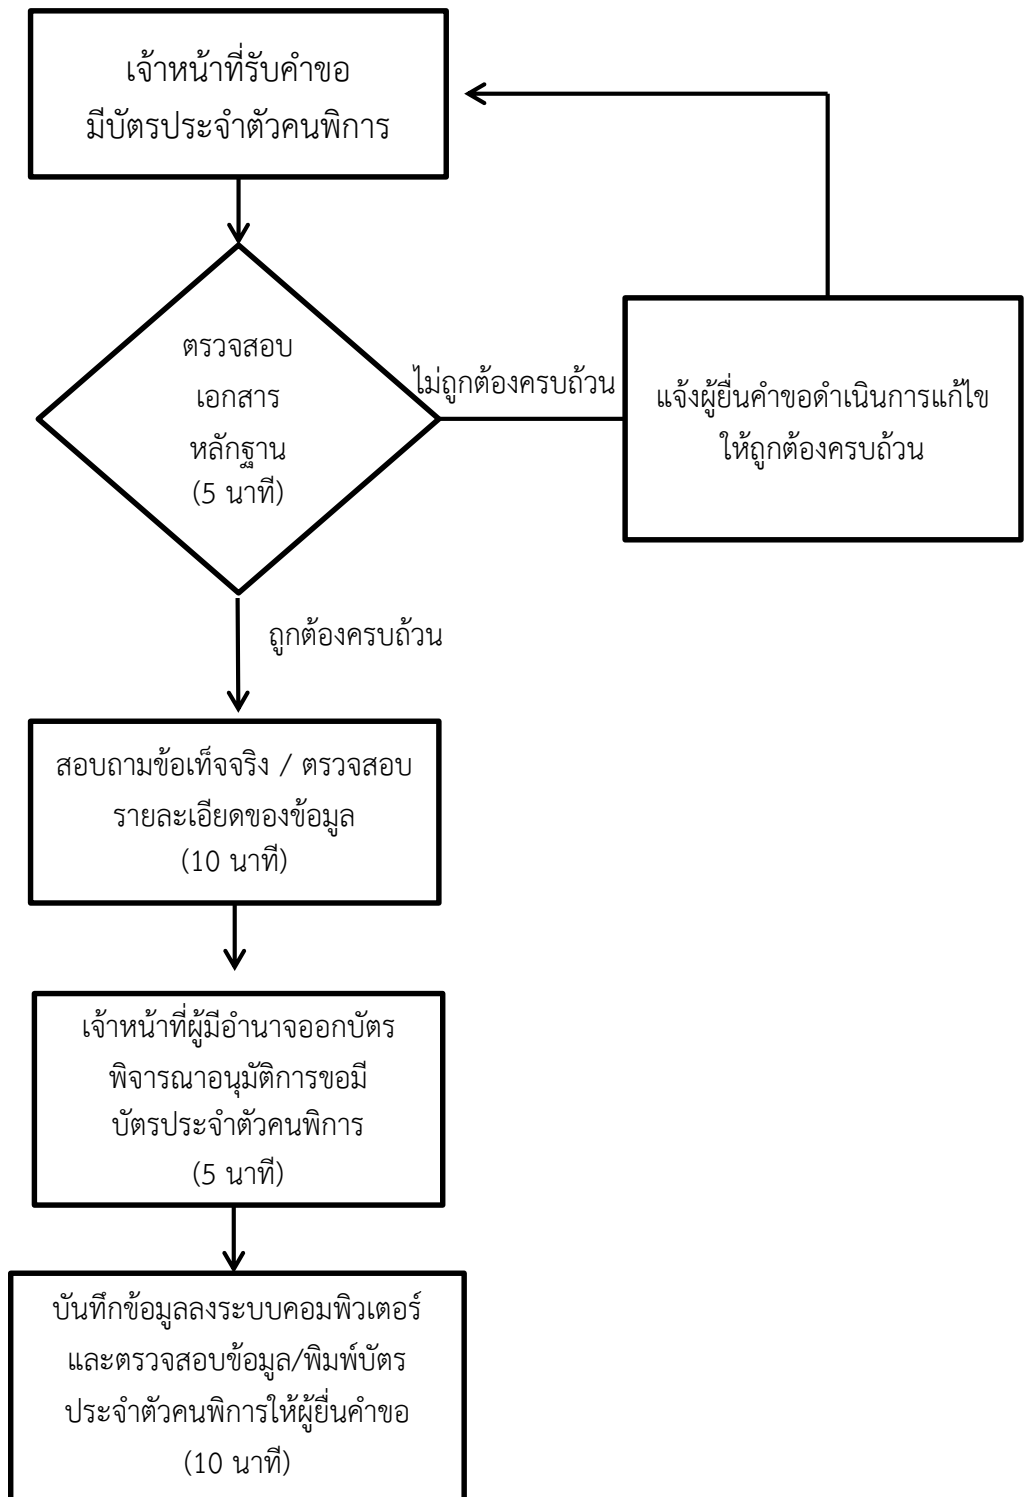 เจ้าหน้าที่รับคำขอ
มีบัตรประจำตัวคนพิการ
ตรวจสอบ
เอกสาร
หลักฐาน
(5 นาที)
ไม่ถูกต้องครบถ้วน
แจ้งผู้ยื่นคำขอดำเนินการแก้ไข
ให้ถูกต้องครบถ้วน
ถูกต้องครบถ้วน
สอบถามข้อเท็จจริง / ตรวจสอบ
รายละเอียดของข้อมูล
(10 นาที)
เจ้าหน้าที่ผู้มีอำนาจออกบัตร
พิจารณาอนุมัติการขอมี
บัตรประจำตัวคนพิการ
(5 นาที)
บันทึกข้อมูลลงระบบคอมพิวเตอร์
และตรวจสอบข้อมูล/พิมพ์บัตร
ประจำตัวคนพิการให้ผู้ยื่นคำขอ
(10 นาที)